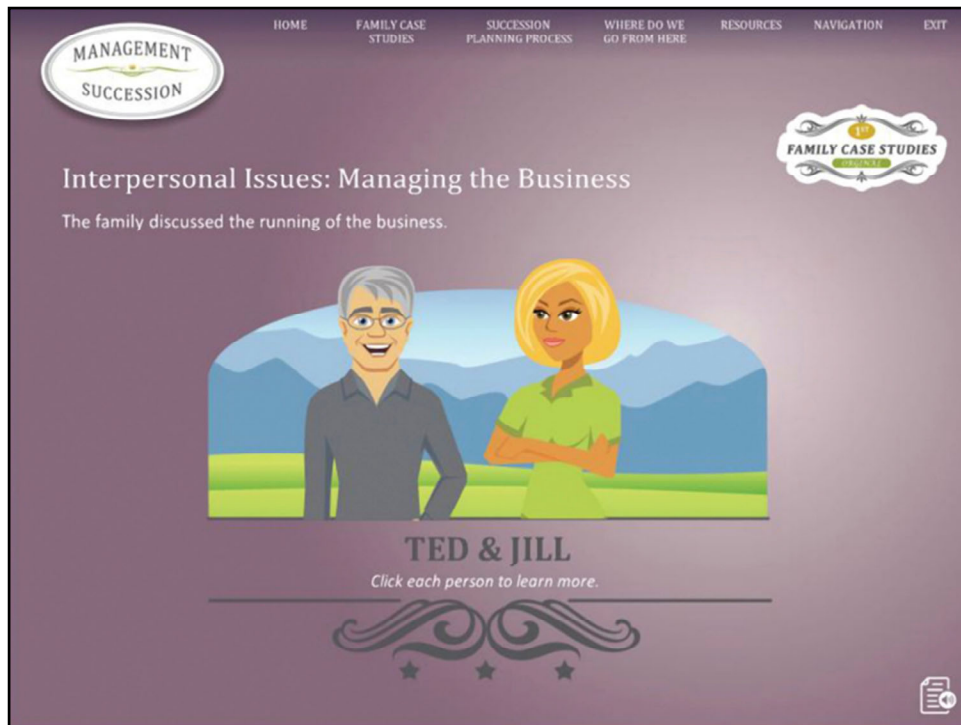 HOME
FAMILY CASE
STUDIES
SUCCESSION
PLANNING PROCESS
WHERE DO WE
GO FROM HERE
RESOURCES
NAVIGATION
EXIT
MANAGEMENT
SUCCESSION
1ST
FAMILY CASE STUDIES
ORIGINAL
Interpersonal Issues: Managing the Business
The family discussed the running of the business.
TED & JILL
Click each person to learn more.